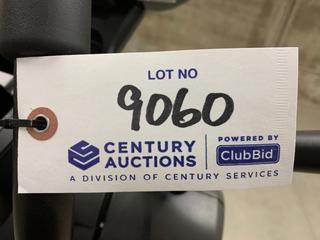 LOT NO
9060
CENTURY AUCTIONS
POWERED BY
ClubBid
A DIVISION OF CENTURY SERVICES